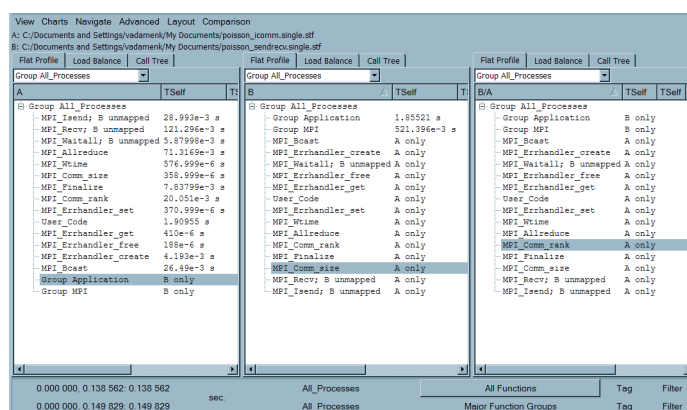 View Charts Navigate Advanced Layout Comparison
A: C:/Documents and Settings/vadamenk/My Documents/poisson_icomm.single.stf
B: C:/Documents and Settings/vadamenk/My Documents/poisson_sendrecv.single.stf
Flat Profile Load Balance Call Tree
Group All_Processes
A TSelf TS
Group All_Processes
MPI_Isend; B unmapped 28.993e-3 s
MPI_Recv; B unmapped 121.296e-3 s
MPI_Waitall; B unmapped 5.87998e-3 s
MPI_Allreduce 71.3169e-3 s
MPI_Wtime 576.999e-6 s
MPI_Comm_size 358.999e-6 s
MPI_Finalize 7.83799e-3 s
MPI_Comm_rank 20.051e-3 s
MPI_Errhandler_set 370.999e-6 s
User_Code 1.90955 s
MPI_Errhandler_get 410e-6 s
MPI_Errhandler_free 188e-6 s
MPI_Errhandler_create 4.193e-3 s
MPI_Bcast 26.49e-3 s
Group Application B only
Group MPI B only
Flat Profile Load Balance Call Tree
Group All_Processes
B TSelf T
Group All_Processes
Group Application 1.85521 s
Group MPI 521.396e-3 s
MPI_Bcast A only
MPI_Errhandler_create A only
MPI_Waitall; B unmapped A only
MPI_Errhandler_free A only
MPI_Errhandler_get A only
User_Code A only
MPI_Errhandler_set A only
MPI_Wtime A only
MPI_Allreduce A only
MPI_Comm_rank A only
MPI_Finalize A only
MPI_Comm_size A only
MPI_Recv; B unmapped A only
MPI_Isend; B unmapped A only
Flat Profile Load Balance Call Tree
Group All_Processes
B/A TSelf TSelf
Group All_Processes
Group Application B only
Group MPI B only
MPI_Bcast A only
MPI_Errhandler_create A only
MPI_Waitall; B unmapped A only
MPI_Errhandler_free A only
MPI_Errhandler_get A only
User_Code A only
MPI_Errhandler_set A only
MPI_Wtime A only
MPI_Allreduce A only
MPI_Comm_rank A only
MPI_Finalize A only
MPI_Comm_size A only
MPI_Recv; B unmapped A only
MPI_Isend; B unmapped A only
0.000 000, 0.138 562: 0.138 562 sec. All_Processes All Functions Tag Filter
0.000 000, 0.149 829: 0.149 829 All_Processes Major Function Groups Tag Filter